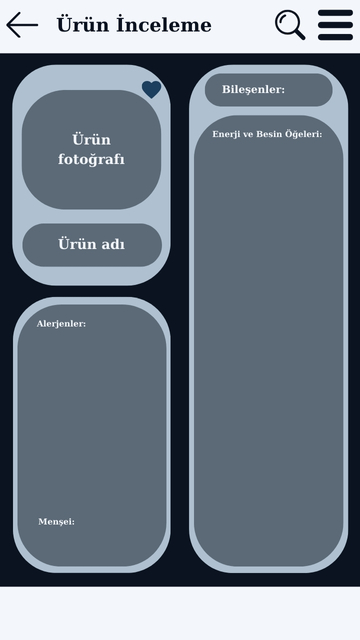 Ürün İnceleme
Ürün
fotoğrafı
Ürün adı
Alerjenler:
Menşei:
Bileşenler:
Enerji ve Besin Öğeleri: